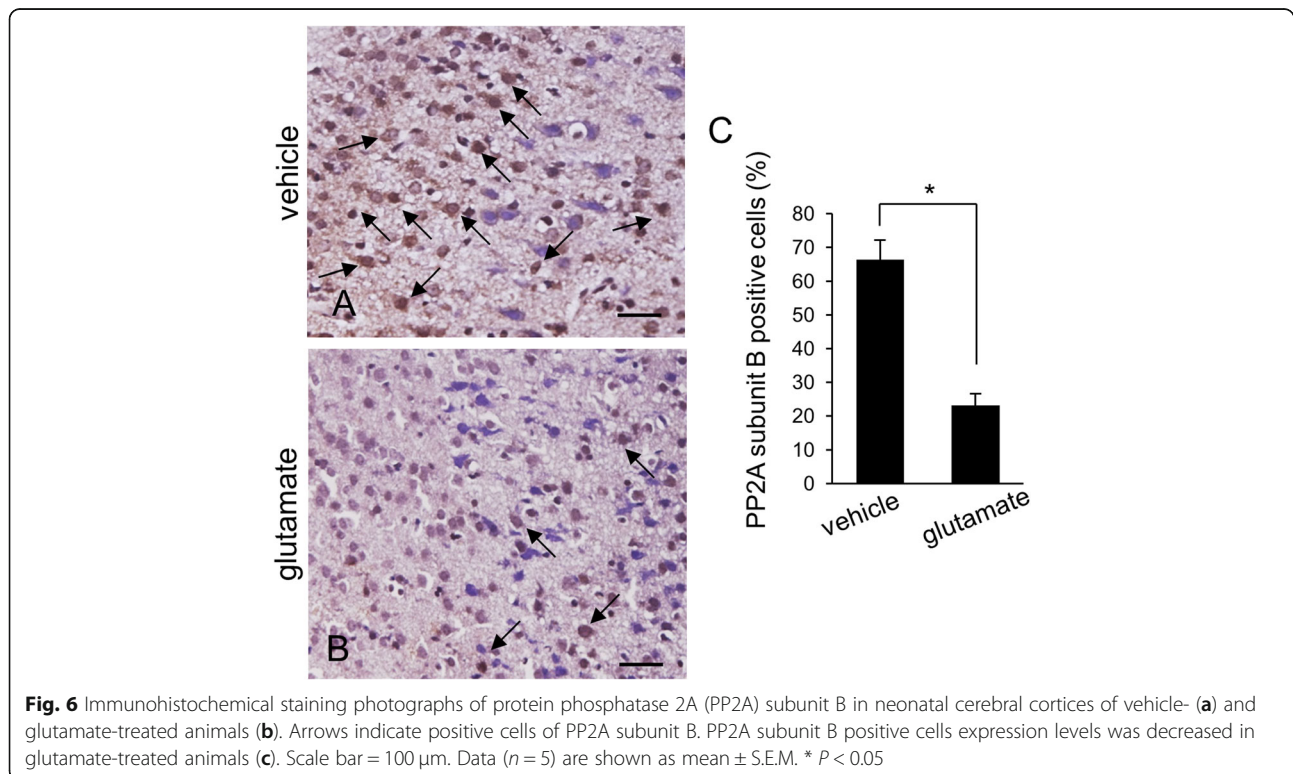 vehicle
A
glutamate
B
C
PP2A subunit B positive cells (%)
*
80
70
60
50
40
30
20
10
0
vehicle
glutamate
Fig. 6 Immunohistochemical staining photographs of protein phosphatase 2A (PP2A) subunit B in neonatal cerebral cortices of vehicle- (a) and
glutamate-treated animals (b). Arrows indicate positive cells of PP2A subunit B. PP2A subunit B positive cells expression levels was decreased in
glutamate-treated animals (c). Scale bar = 100 μm. Data (n = 5) are shown as mean ± S.E.M. * P < 0.05